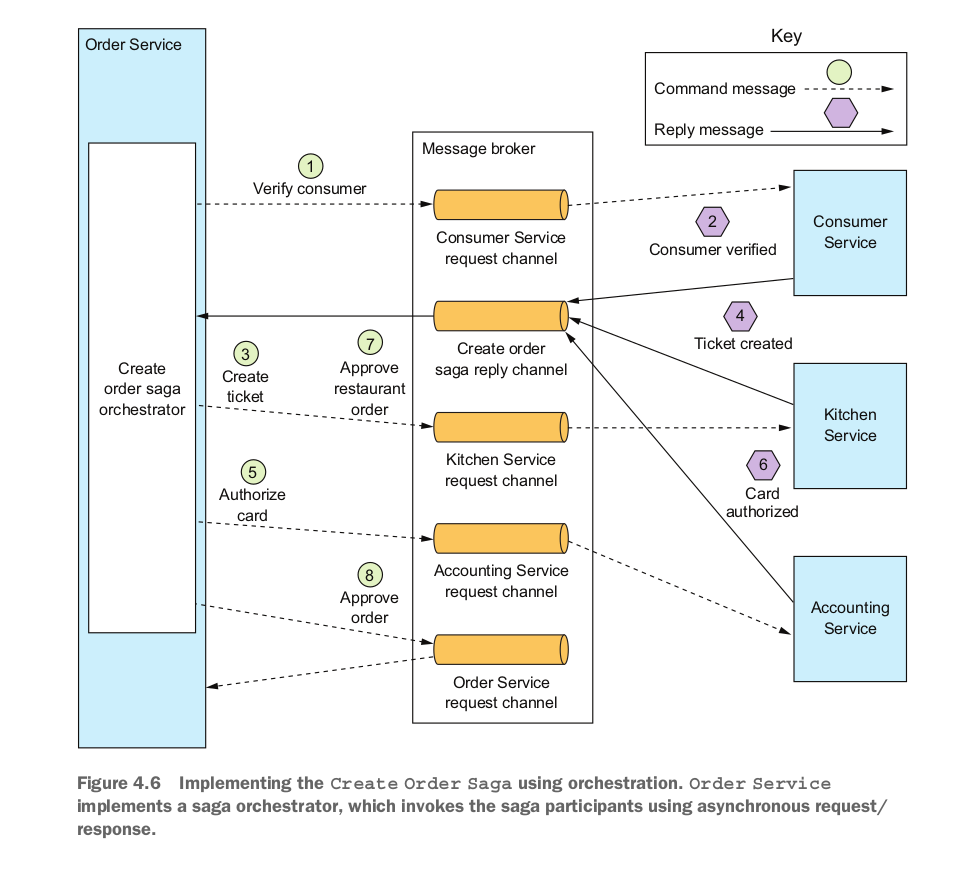 Order Service
Key
Command message
Reply message
Message broker
1
Verify consumer
Consumer Service
request channel
2
Consumer verified
Consumer
Service
Create order
saga reply channel
4
Ticket created
3
Create
ticket
7
Approve
restaurant
order
Create
order saga
orchestrator
Kitchen Service
request channel
Kitchen
Service
5
Authorize
card
6
Card
authorized
Accounting Service
request channel
Accounting
Service
8
Approve
order
Order Service
request channel
Figure 4.6 Implementing the Create Order Saga using orchestration. Order Service
implements a saga orchestrator, which invokes the saga participants using asynchronous request/
response.